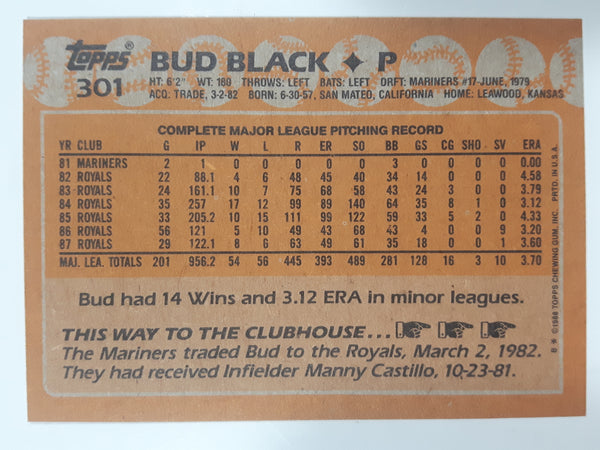 Topps®
301
BUD BLACK ✦ P
HT: 6'2" WT: 180 THROWS: LEFT BATS: LEFT DRFT: MARINERS #17-JUNE, 1979
ACQ. TRADE, 3-2-82 BORN: 6-30-57, SAN MATEO, CALIFORNIA HOME: LEAWOOD, KANSAS
COMPLETE MAJOR LEAGUE PITCHING RECORD
YR CLUB G IP W L R ER SO BB GS CG SHO SV ERA
81 MARINERS 2 1 0 0 0 0 0 3 0 0 0 0 0.00
82 ROYALS 22 88.1 4 6 48 45 40 34 14 0 0 0 4.58
83 ROYALS 24 161.1 10 7 75 68 58 43 24 3 0 0 3.79
84 ROYALS 35 257 17 12 99 89 140 64 35 8 1 0 3.12
85 ROYALS 33 205.2 10 15 111 99 122 59 33 5 2 0 4.33
86 ROYALS 56 121 5 10 49 43 68 43 4 0 0 9 3.20
87 ROYALS 29 122.1 8 6 63 49 61 35 18 0 0 1 3.60
MAJ. LEA. TOTALS 201 956.2 54 56 445 393 489 281 128 16 3 10 3.70
Bud had 14 Wins and 3.12 ERA in minor leagues.
THIS WAY TO THE CLUBHOUSE...
The Mariners traded Bud to the Royals, March 2, 1982.
They had received Infielder Manny Castillo, 10-23-81.
B ✱ ©1988 TOPPS CHEWING GUM, INC. PRTD. IN U.S.A.